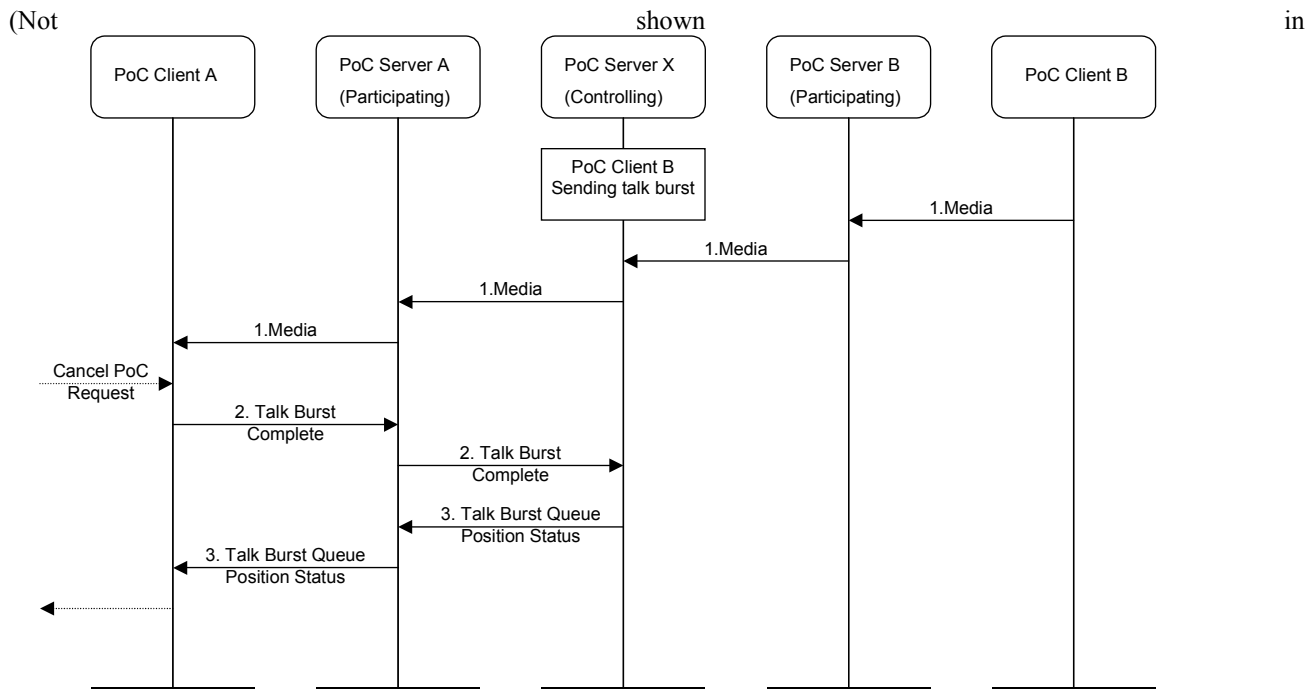 (Not shown in
PoC Client A
PoC Server A
(Participating)
PoC Server X
(Controlling)
PoC Server B
(Participating)
PoC Client B
PoC Client B
Sending talk burst
1.Media
1.Media
1.Media
1.Media
Cancel PoC
Request
2. Talk Burst
Complete
2. Talk Burst
Complete
3. Talk Burst Queue
Position Status
3. Talk Burst Queue
Position Status